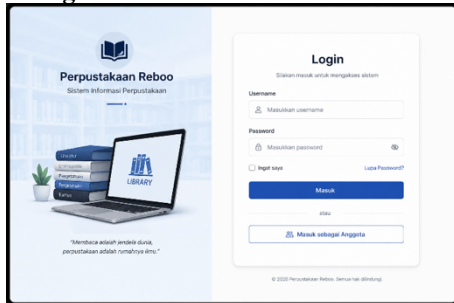 Perpustakaan Reboo
Sistem Informasi Perpustakaan
LIBRARY
"Membaca adalah jendela dunia,
perpustakaan adalah rumahnya ilmu."
Login
Silakan masuk untuk mengakses sistem
Username
Masukkan username
Password
Masukkan password
Ingat saya
Lupa Password?
Masuk
atau
Masuk sebagai Anggota
Perpustakaan Reboo. Semua hak dilindungi.